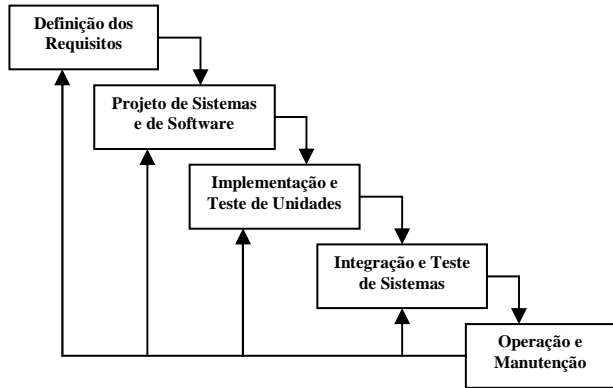 Definição dos
Requisitos
Projeto de Sistemas
e de Software
Implementação e
Teste de Unidades
Integração e Teste
de Sistemas
Operação e
Manutenção